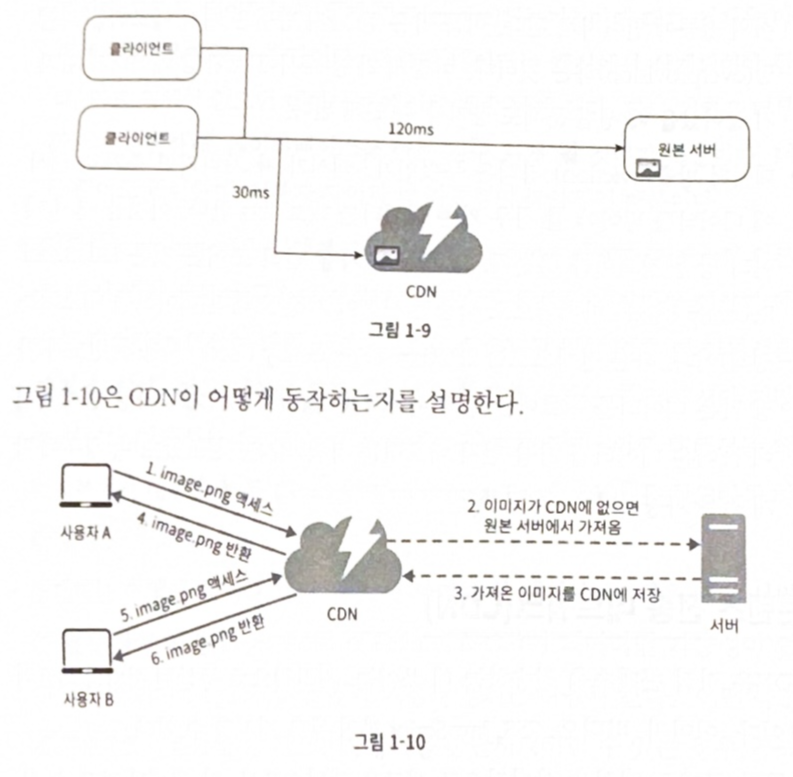 클라이언트
클라이언트
120ms
원본 서버
30ms
CDN
그림 1-9
그림 1-10은 CDN이 어떻게 동작하는지를 설명한다.
1. image.png 액세스
사용자 A
4. image.png 반환
2. 이미지가 CDN에 없으면
원본 서버에서 가져옴
5. image.png 액세스
CDN
3. 가져온 이미지를 CDN에 저장
서버
6. image png 반환
사용자 B
그림 1-10